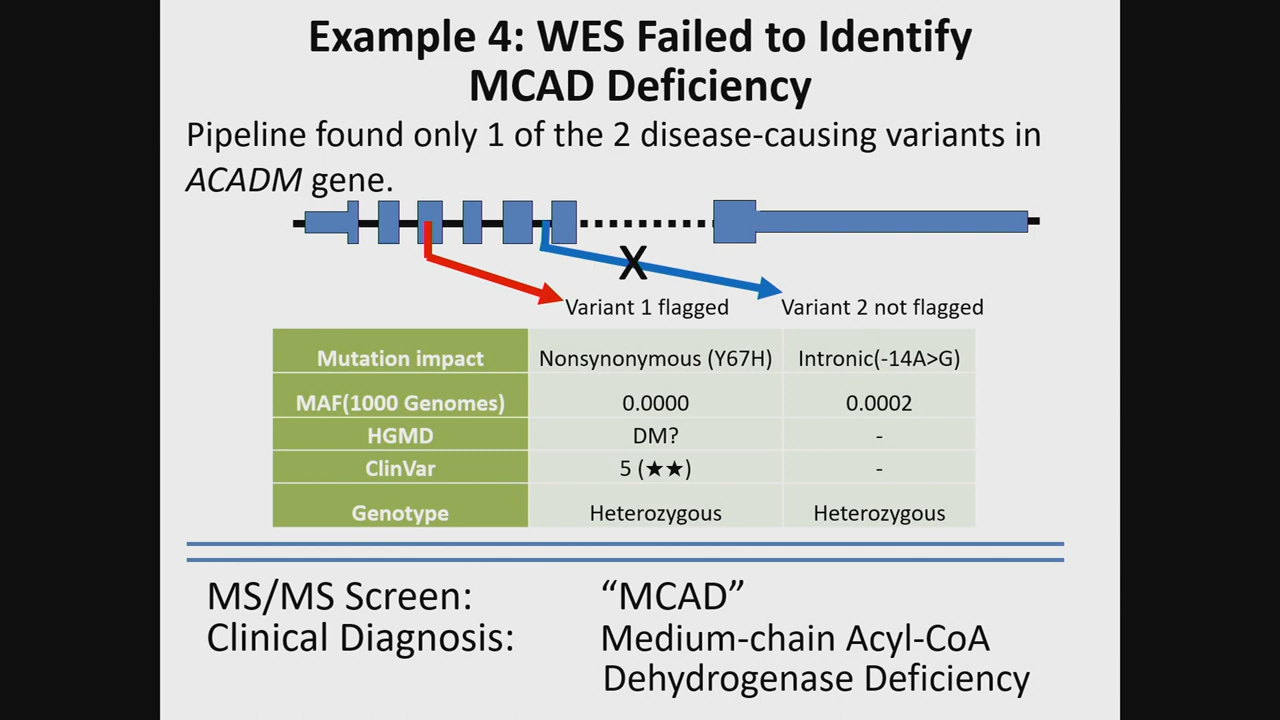 Example 4: WES Failed to Identify
MCAD Deficiency
Pipeline found only 1 of the 2 disease-causing variants in
ACADM gene.
X
Variant 1 flagged Variant 2 not flagged
Mutation impact Nonsynonymous (Y67H) Intronic(-14A>G)
MAF(1000 Genomes) 0.0000 0.0002
HGMD DM? -
ClinVar 5 (★★) -
Genotype Heterozygous Heterozygous
MS/MS Screen: “MCAD”
Clinical Diagnosis: Medium-chain Acyl-CoA
Dehydrogenase Deficiency